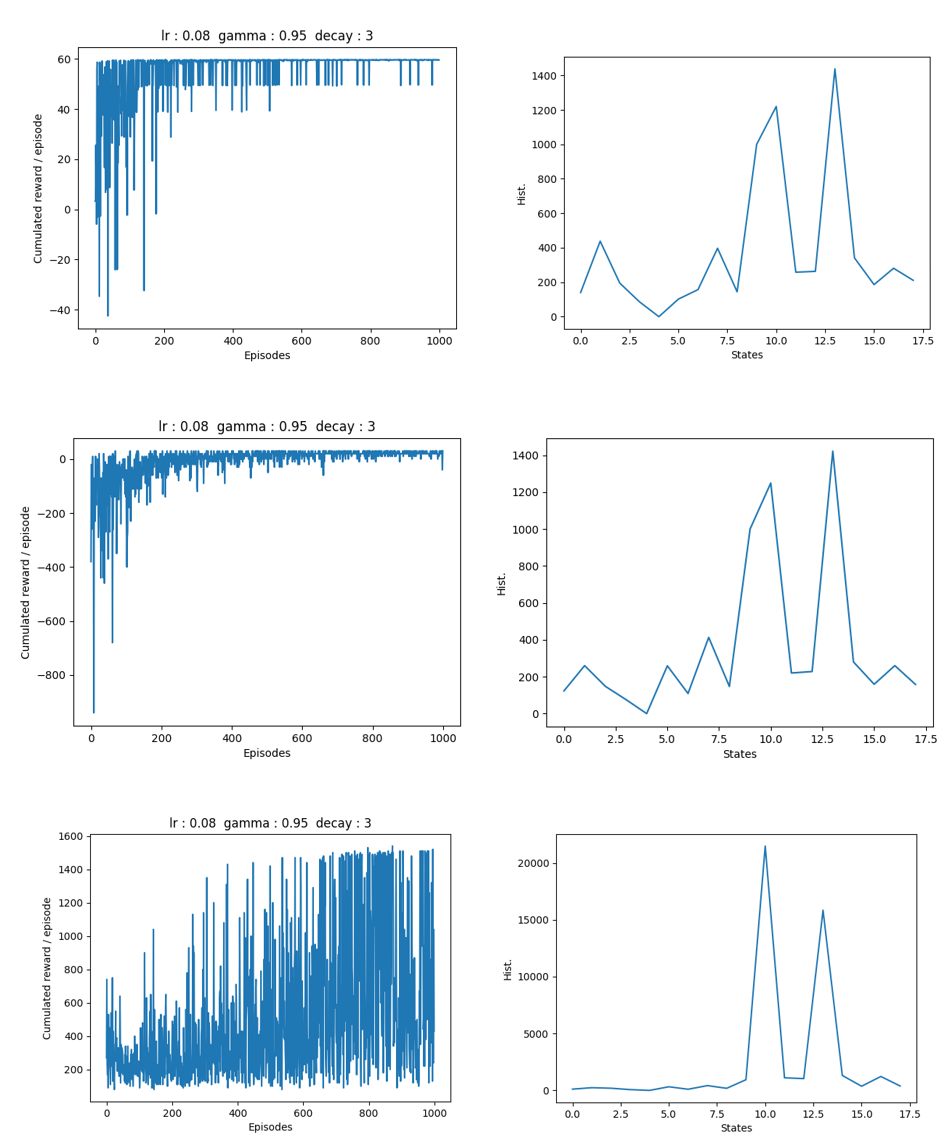 lr : 0.08 gamma : 0.95 decay : 3
60
40
20
0
−20
−40
Cumulated reward / episode
0 200 400 600 800 1000
Episodes
1400
1200
1000
800
600
400
200
0
Hist.
0.0 2.5 5.0 7.5 10.0 12.5 15.0 17.5
States
lr : 0.08 gamma : 0.95 decay : 3
0
−200
−400
−600
−800
Cumulated reward / episode
0 200 400 600 800 1000
Episodes
1400
1200
1000
800
600
400
200
0
Hist.
0.0 2.5 5.0 7.5 10.0 12.5 15.0 17.5
States
lr : 0.08 gamma : 0.95 decay : 3
1600
1400
1200
1000
800
600
400
200
Cumulated reward / episode
0 200 400 600 800 1000
Episodes
20000
15000
10000
5000
0
Hist.
0.0 2.5 5.0 7.5 10.0 12.5 15.0 17.5
States